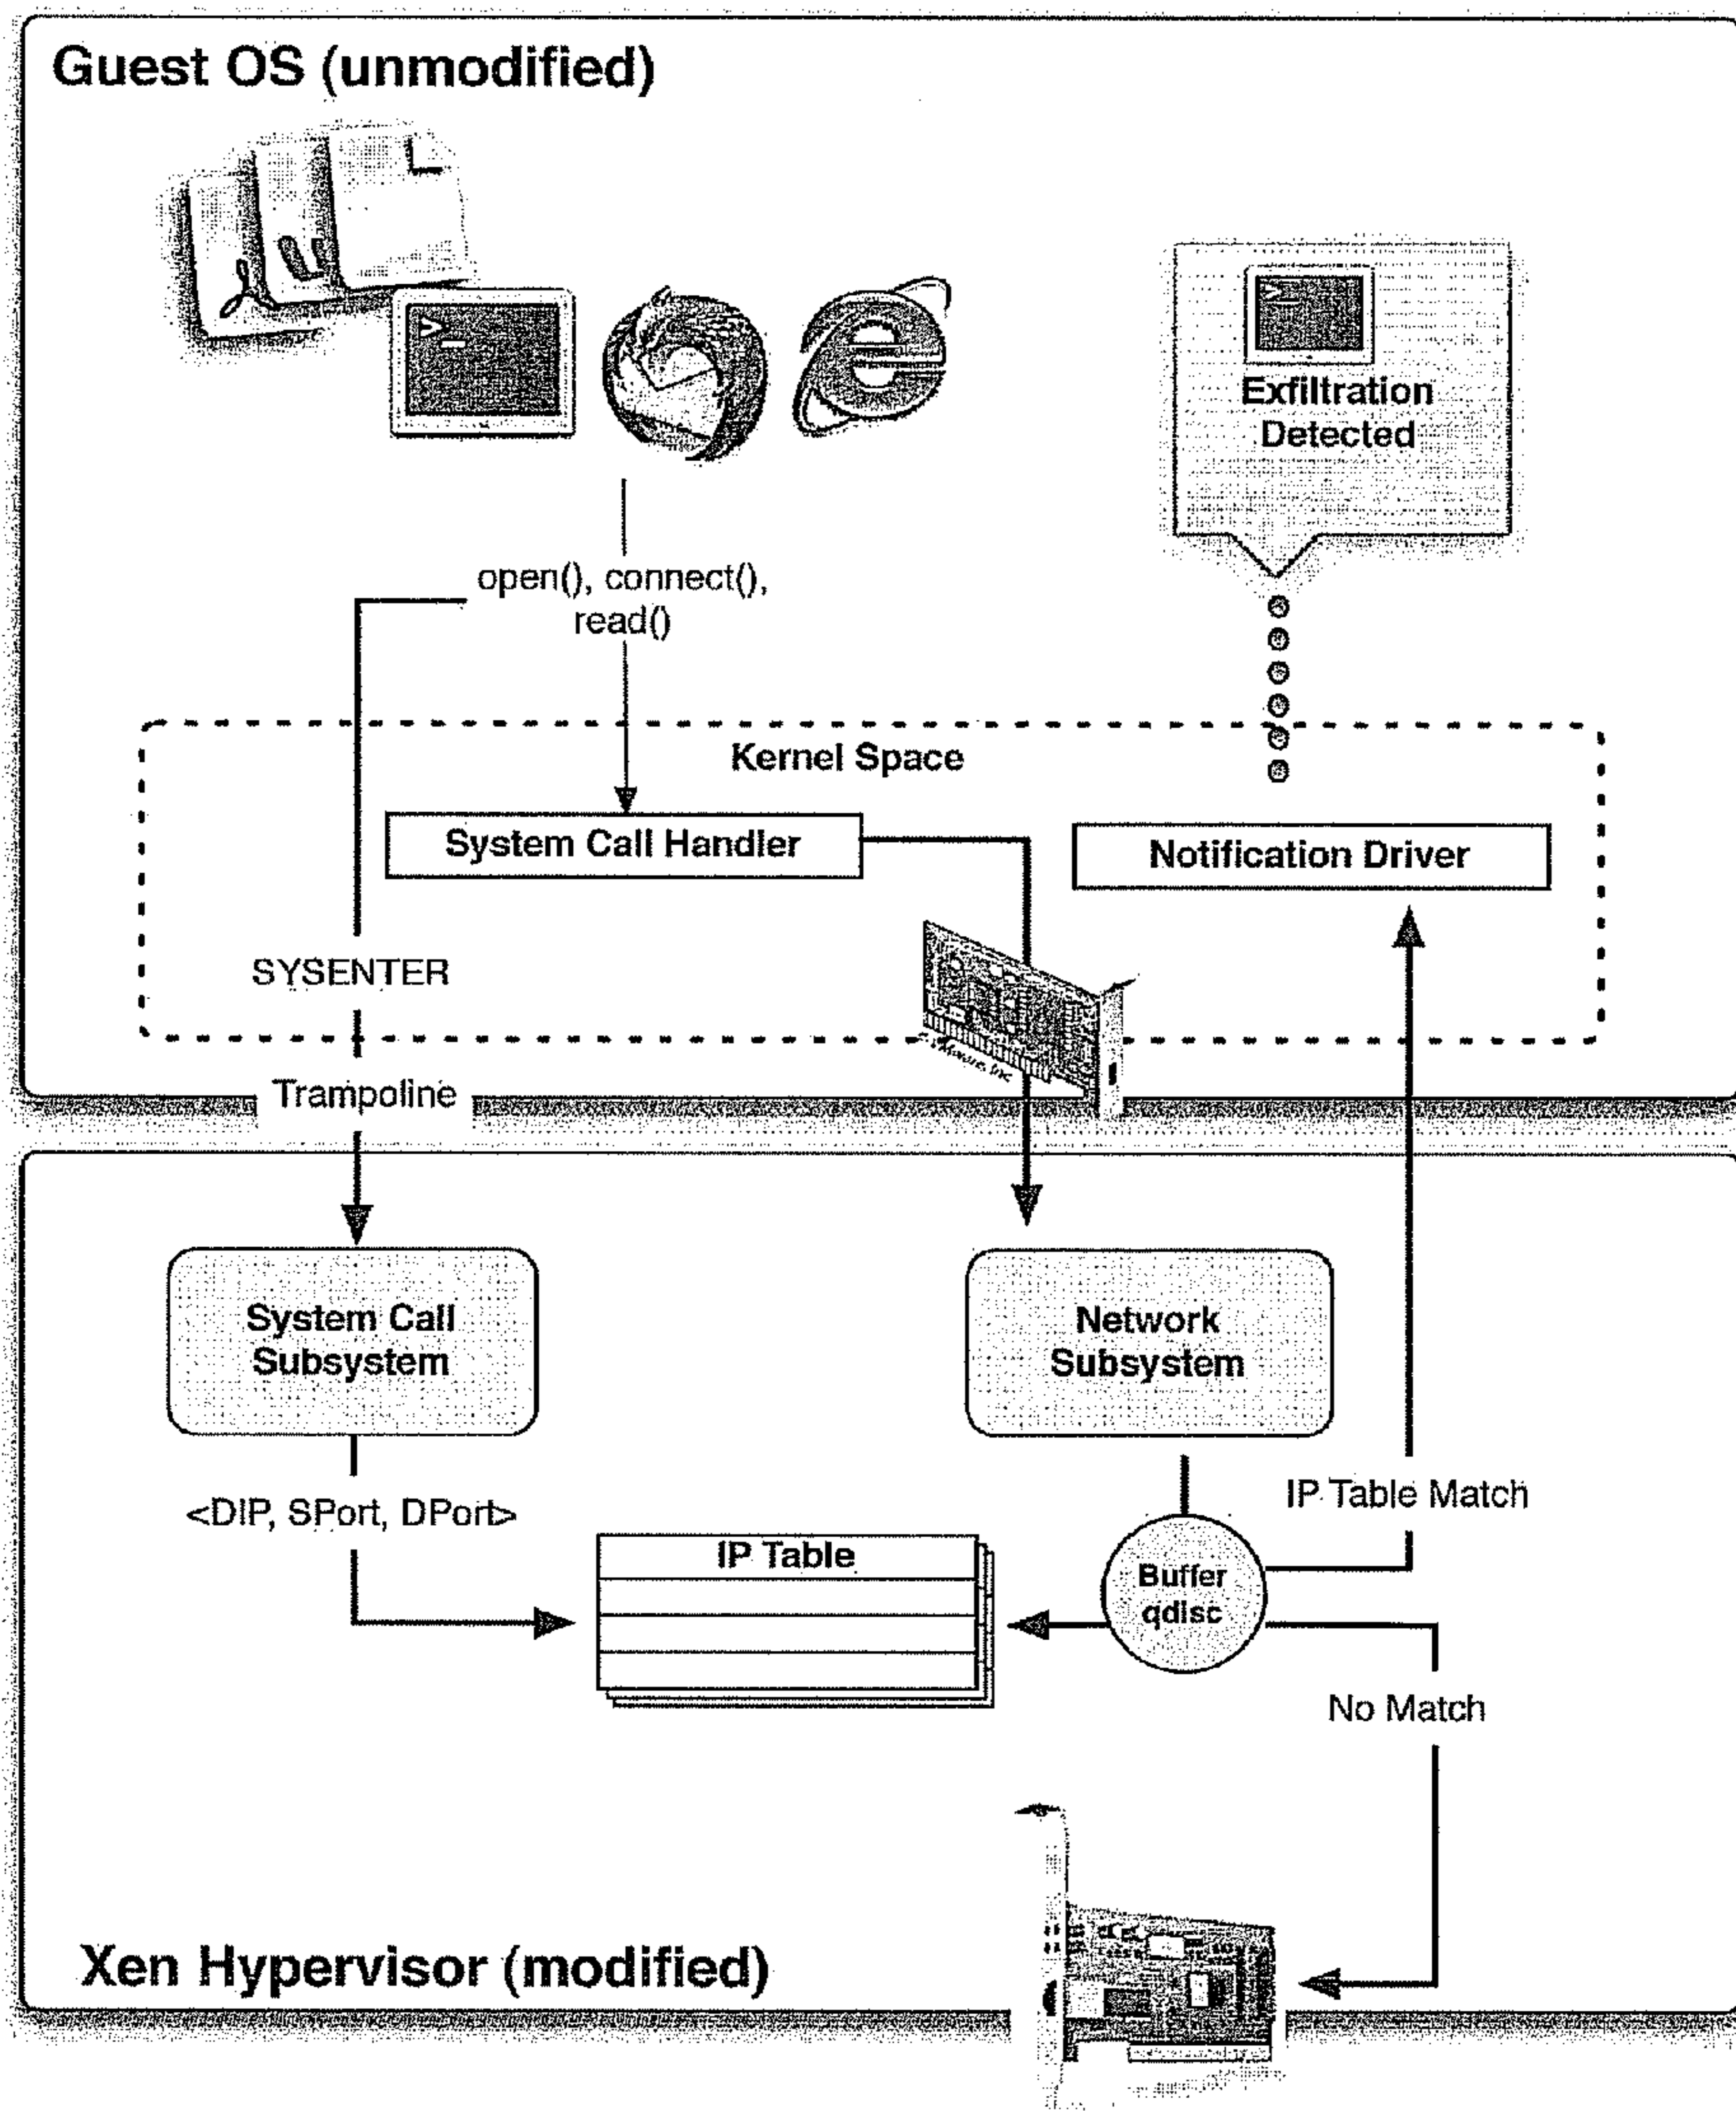 Guest OS (unmodified)
Exfiltration
Detected
open(), connect(),
read()
Kernel Space
System Call Handler
Notification Driver
SYSENTER
Trampoline
System Call
Subsystem
Network
Subsystem
<DIP, SPort, DPort>
IP Table Match
IP Table
Buffer
qdisc
No Match
Xen Hypervisor (modified)